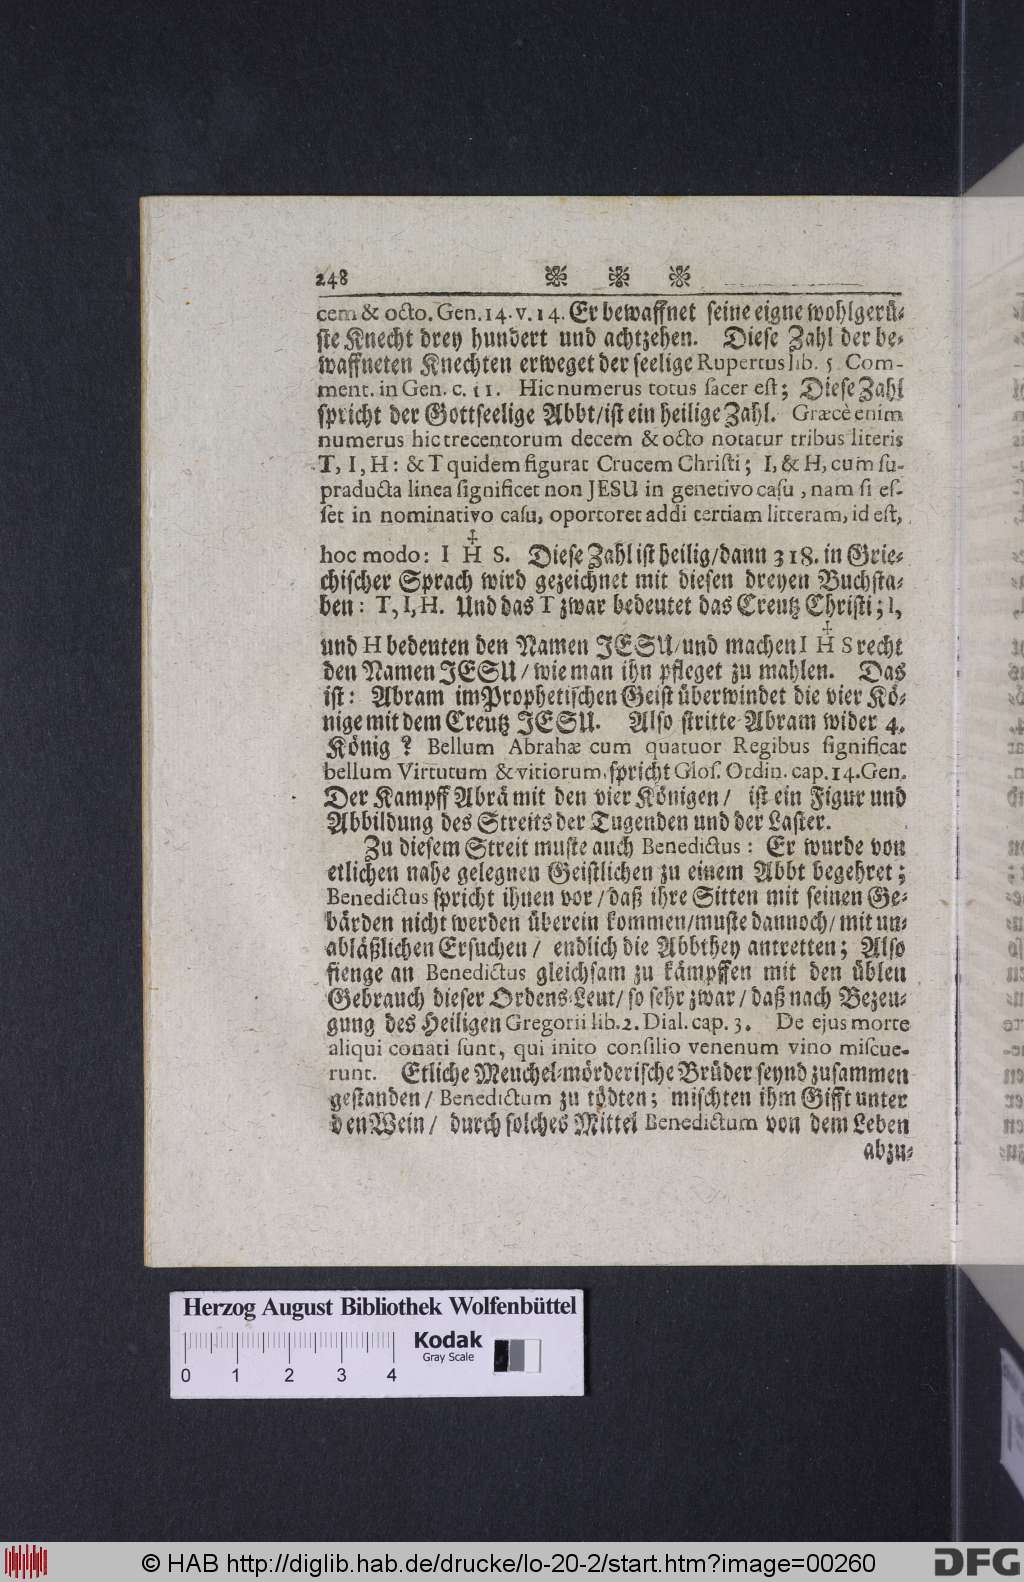 248
cem & octo. Gen. 14. v. 14. Er bewaffnet seine eigne wohlgerü-
ste Knecht drey hundert und achtzehen. Diese Zahl der be-
waffneten Knechten erweget der seelige Rupertus lib. 5 Com-
ment. in Gen. c. 11. Hic numerus totus sacer est; Diese Zahl
spricht der Gottseelige Abbt/ist ein heilige Zahl. Græcè enim
numerus hic trecentorum decem & octo notatur tribus literis
T, I, H: & T quidem figurat Crucem Christi; I, & H, cum su-
praducta linea significet non JESU in genetivo casu, nam si es-
set in nominativo casu, oportoret addi tertiam litteram, id est,
hoc modo: I H S. Diese Zahl ist heilig/dann 318. in Grie-
chischer Sprach wird gezeichnet mit diesen dreyen Buchsta-
ben: T, I, H. Und das T zwar bedeutet das Creutz Christi; I,
und H bedeuten den Namen JESU/und machen I H S recht
den Namen JESU/ wie man ihn pfleget zu mahlen. Das
ist: Abram im Prophetischen Geist überwindet die vier Kö-
nige mit dem Creutz JESU. Also stritte Abram wider 4.
König? Bellum Abrahæ cum quatuor Regibus significat
bellum Virtutum & vitiorum, spricht Glos. Ordin. cap. 14. Gen.
Der Kampff Abrä mit den vier Königen/ ist ein Figur und
Abbildung des Streits der Tugenden und der Laster.
Zu diesem Streit muste auch Benedictus: Er wurde von
etlichen nahe gelegnen Geistlichen zu einem Abbt begehret;
Benedictus spricht ihnen vor/ daß ihre Sitten mit seinen Ge-
bärden nicht werden überein kommen/muste dannoch/ mit un-
abläßlichen Ersuchen/ endlich die Abbthey antretten; Also
fienge an Benedictus gleichsam zu kämpffen mit den üblen
Gebrauch dieser Ordens-Leut/ so sehr zwar/ daß nach Bezeu-
gung des Heiligen Gregorii lib. 2. Dial. cap. 3. De ejus morte
aliqui conati sunt, qui inito consilio venenum vino miscue-
runt. Etliche Meuchel-mörderische Brüder seynd zusammen
gestanden/ Benedictum zu tödten; mischten ihm Gifft unter
den Wein/ durch solches Mittel Benedictum von dem Leben
abzu-
Herzog August Bibliothek Wolfenbüttel
Kodak
Gray Scale
0 1 2 3 4
© HAB http://diglib.hab.de/drucke/lo-20-2/start.htm?image=00260
DFG